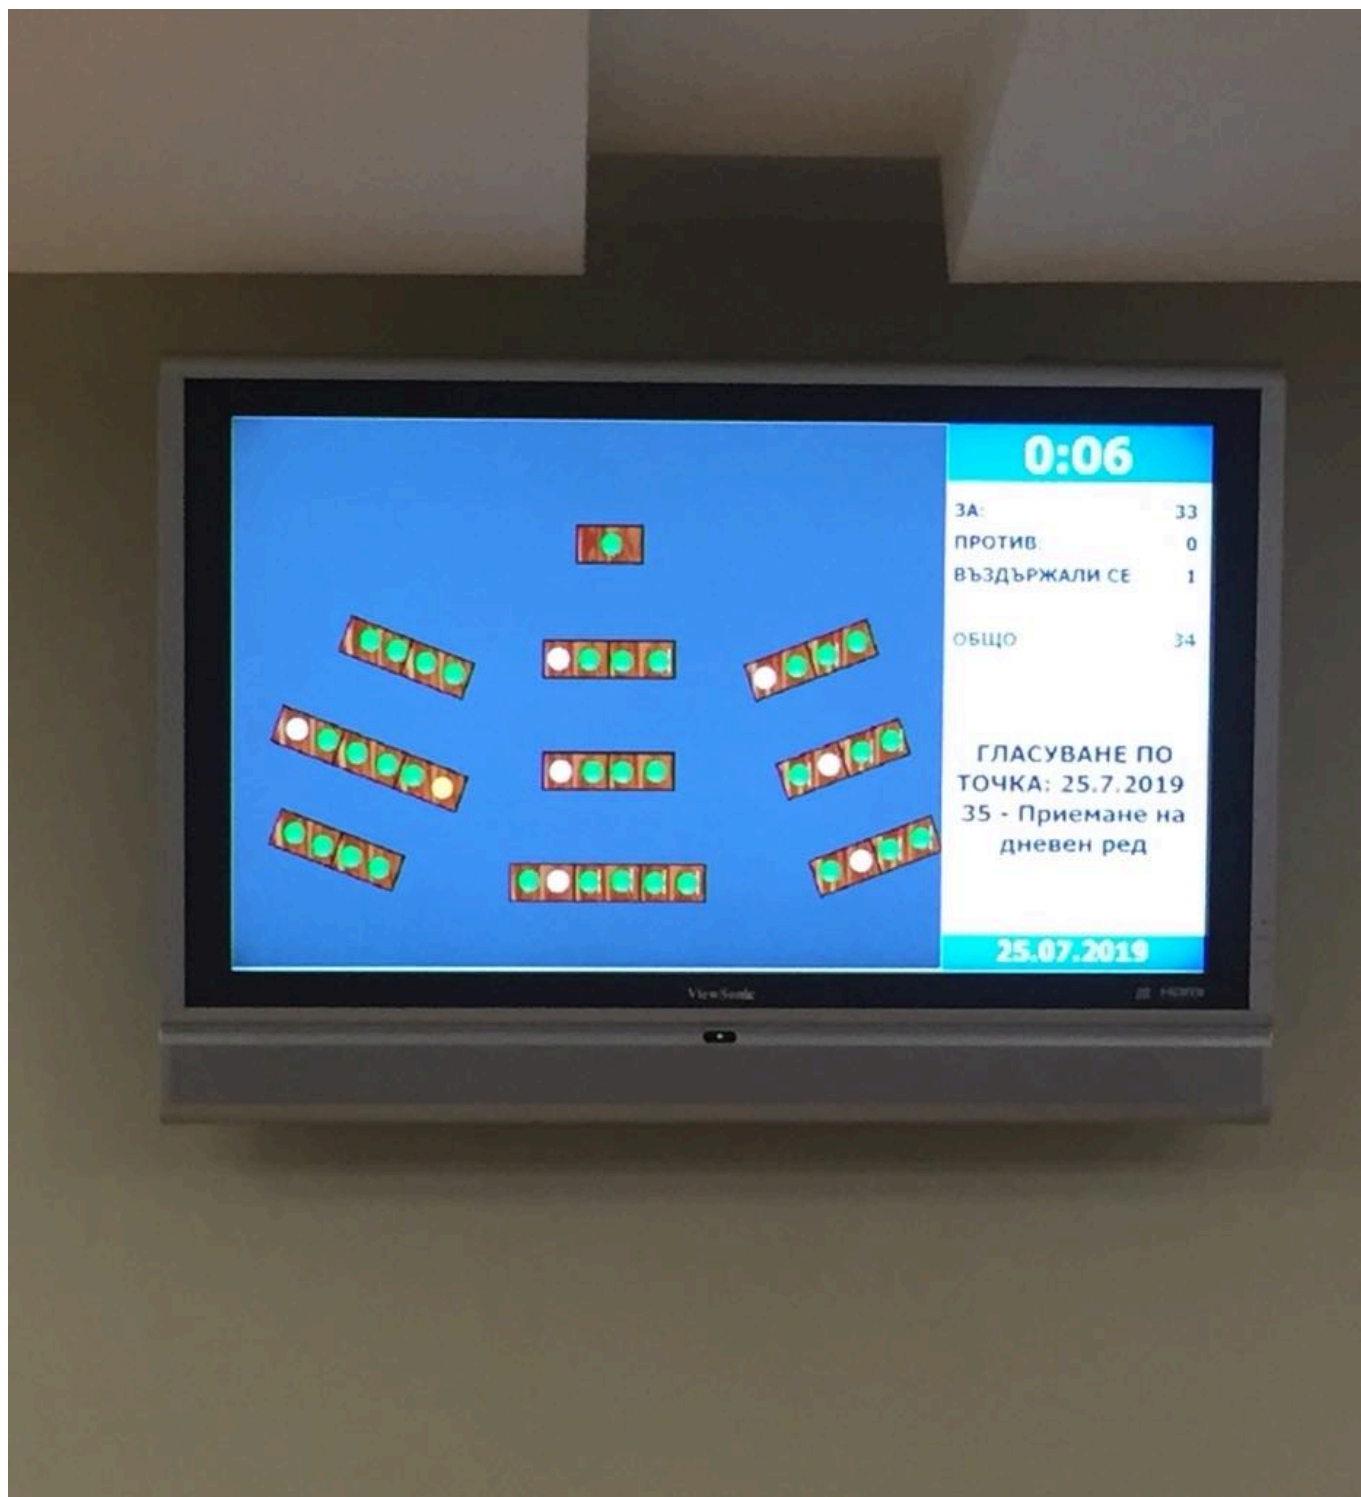 0:06
ЗА: 33
ПРОТИВ: 0
ВЪЗДЪРЖАЛИ СЕ 1
ОБЩО 34
ГЛАСУВАНЕ ПО
ТОЧКА: 25.7.2019
35 - Приемане на
дневен ред
25.07.2019
ViewSonic
HDMI